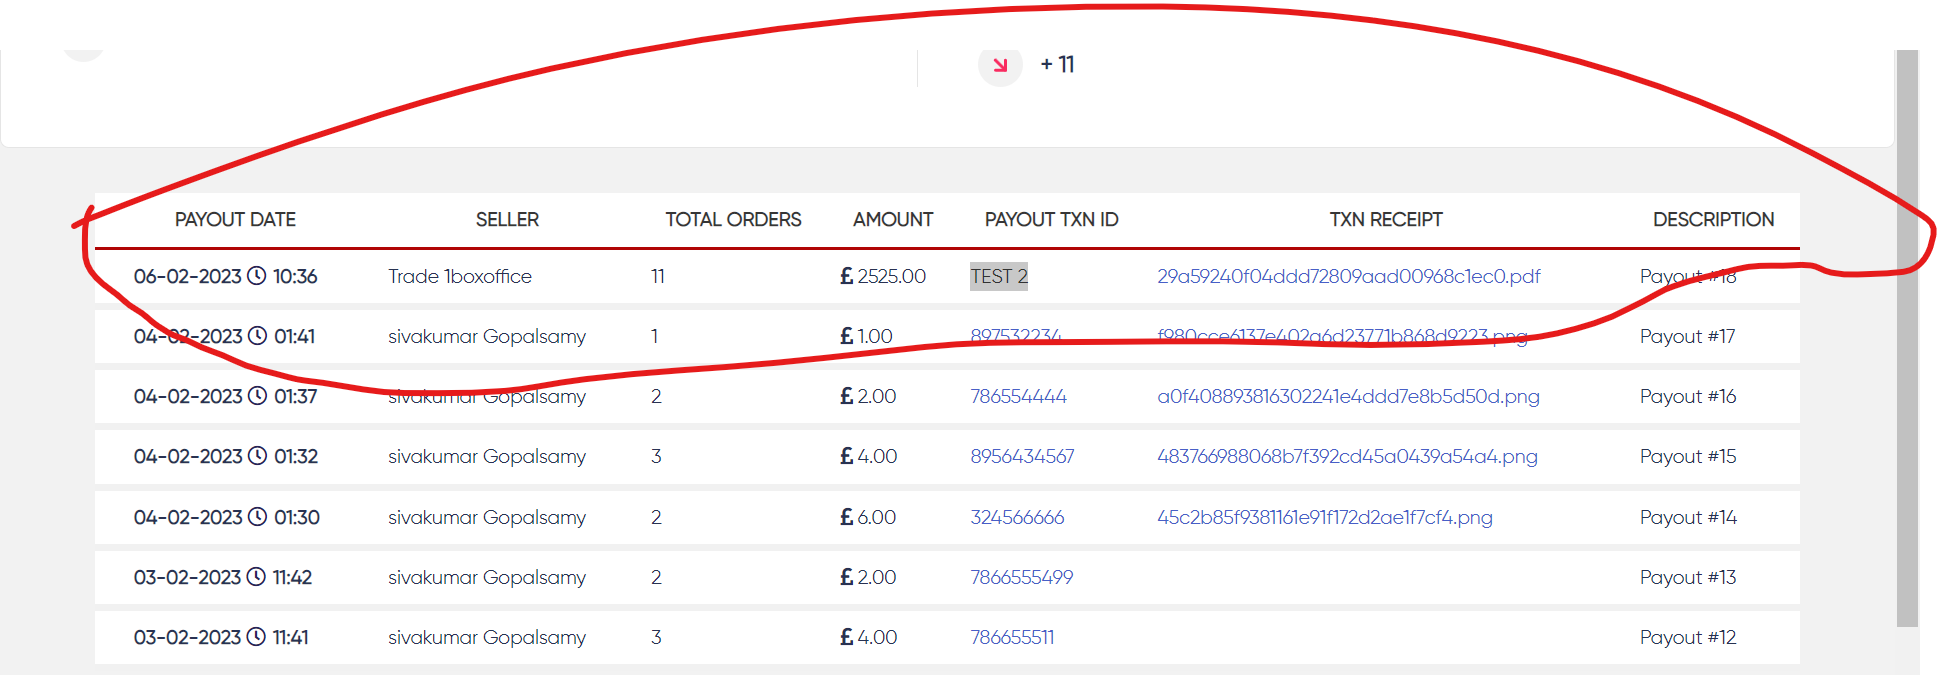 + 11
PAYOUT DATE SELLER TOTAL ORDERS AMOUNT PAYOUT TXN ID TXN RECEIPT DESCRIPTION
06-02-2023 10:36 Trade 1boxoffice 11 £ 2525.00 TEST 2 29a59240f04ddd72809aad00968c1ec0.pdf Payout #18
04-02-2023 01:41 sivakumar Gopalsamy 1 £ 1.00 897532234 f980cce6137e402a6d23771b868d9223.png Payout #17
04-02-2023 01:37 sivakumar Gopalsamy 2 £ 2.00 786554444 a0f408893816302241e4ddd7e8b5d50d.png Payout #16
04-02-2023 01:32 sivakumar Gopalsamy 3 £ 4.00 8956434567 483766988068b7f392cd45a0439a54a4.png Payout #15
04-02-2023 01:30 sivakumar Gopalsamy 2 £ 6.00 324566666 45c2b85f9381161e91f172d2ae1f7cf4.png Payout #14
03-02-2023 11:42 sivakumar Gopalsamy 2 £ 2.00 7866555499 Payout #13
03-02-2023 11:41 sivakumar Gopalsamy 3 £ 4.00 786655511 Payout #12